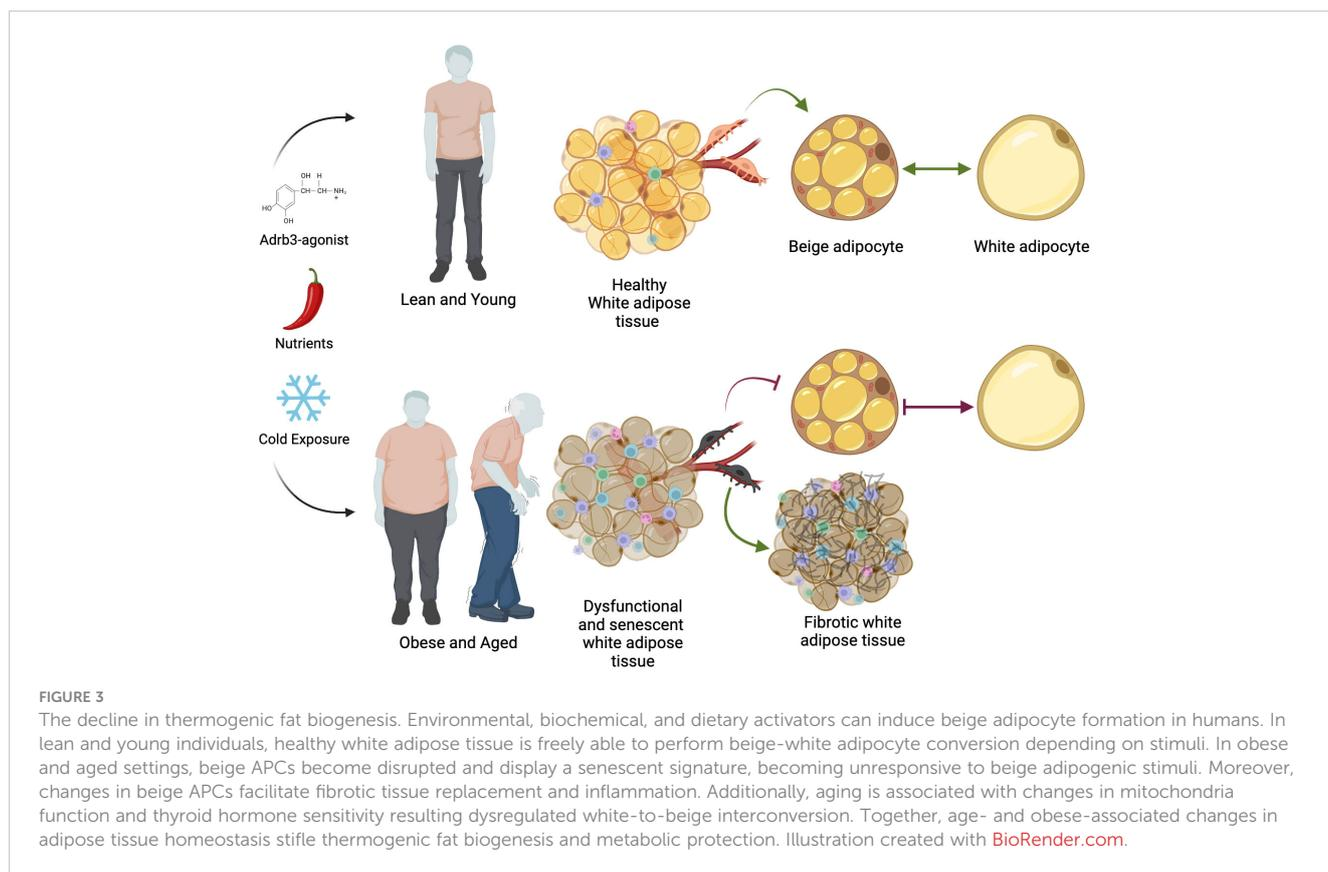 OH H
NH₂
+
HO
OH
Adrb3-agonist
Nutrients
Cold Exposure
Lean and Young
Healthy
White adipose
tissue
Beige adipocyte
White adipocyte
Obese and Aged
Dysfunctional
and senescent
white adipose
tissue
Fibrotic white
adipose tissue
FIGURE 3
The decline in thermogenic fat biogenesis. Environmental, biochemical, and dietary activators can induce beige adipocyte formation in humans. In
lean and young individuals, healthy white adipose tissue is freely able to perform beige-white adipocyte conversion depending on stimuli. In obese
and aged settings, beige APCs become disrupted and display a senescent signature, becoming unresponsive to beige adipogenic stimuli. Moreover,
changes in beige APCs facilitate fibrotic tissue replacement and inflammation. Additionally, aging is associated with changes in mitochondria
function and thyroid hormone sensitivity resulting dysregulated white-to-beige interconversion. Together, age- and obese-associated changes in
adipose tissue homeostasis stifle thermogenic fat biogenesis and metabolic protection. Illustration created with BioRender.com.